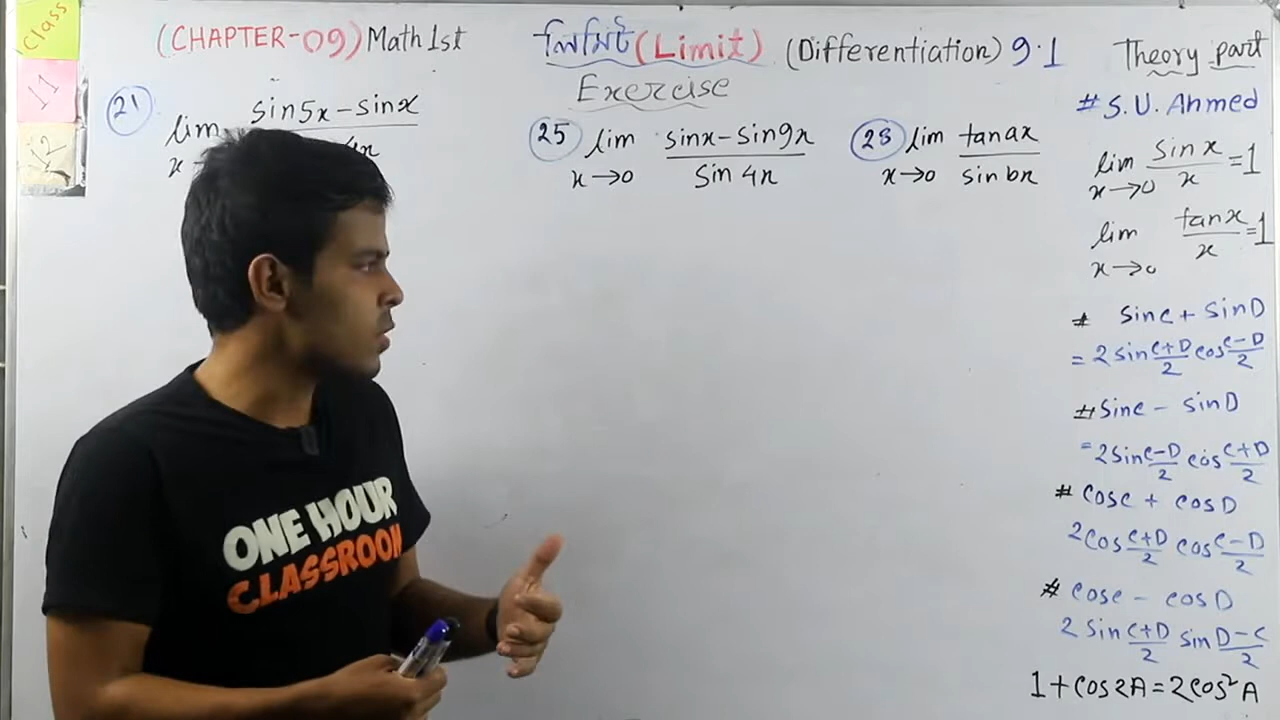 Class
11
12
(CHAPTER-09) Math 1st
লিমিট (Limit) (Differentiation) 9.1
Exercise
21 lim sin5x-sinx
x
25 lim x→0 sinx-sin9x / sin 4x
28 lim x→0 tanax / sinbx
Theory part
# S.U. Ahmed
lim x→0 sin x / x =1
lim x→0 tanx / x =1
# sinc + sinD
= 2 sin c+D/2 cos c-D/2
# sinc - sinD
= 2 sin c-D/2 cos c+D/2
# cosc + cosD
2 cos c+D/2 cos c-D/2
# cosc - cosD
2 sin c+D/2 sin D-c/2
1+cos2A=2cos²A
ONE HOUR
CLASSROOM